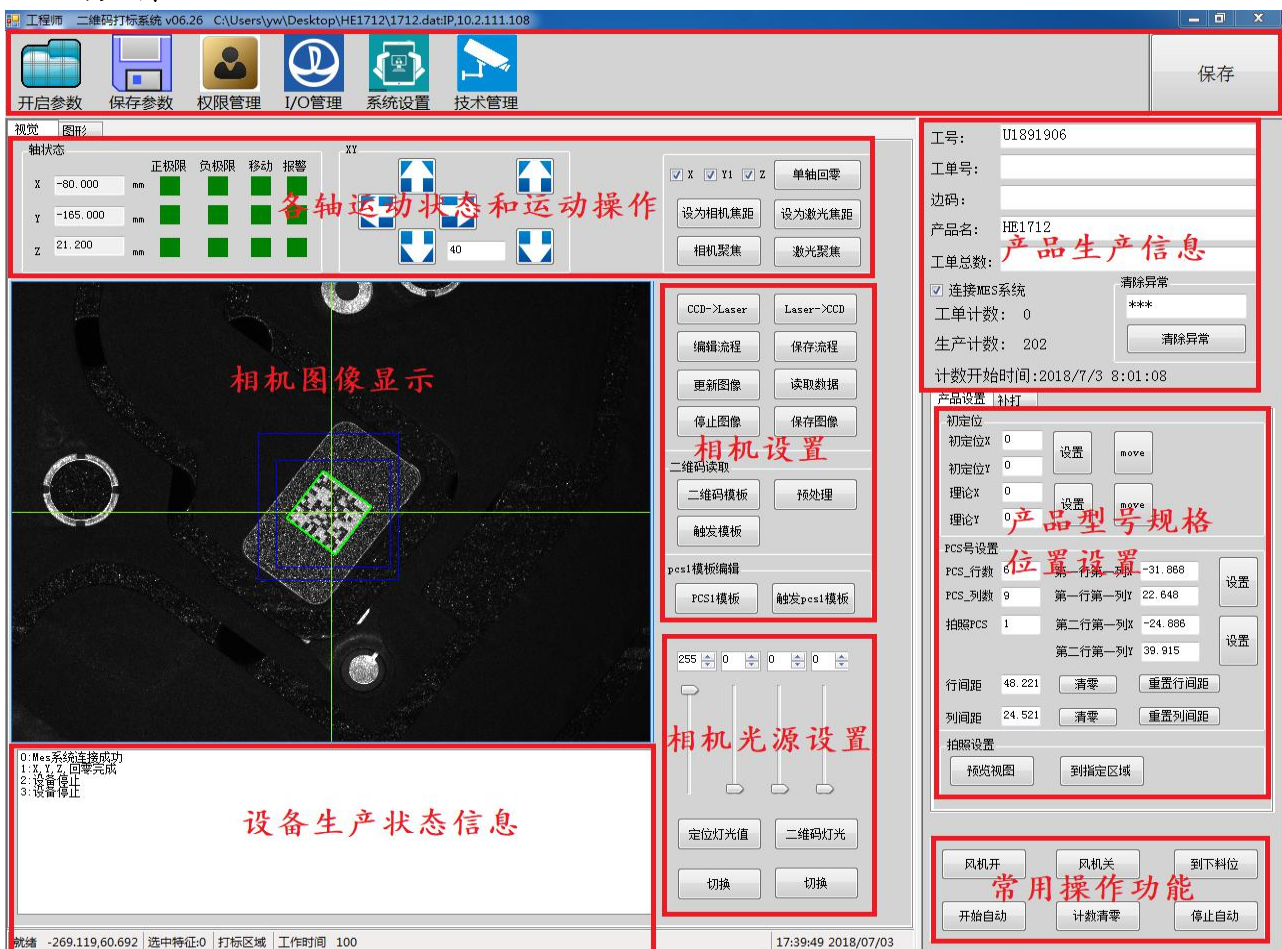 工程师 二维码打标系统 v06.26 C:\Users\yw\Desktop\HE1712\1712.dat:IP,10.2.111.108
开启参数 保存参数 权限管理 I/O管理 系统设置 技术管理
保存
视觉 图形
轴状态
正极限 负极限 移动 报警
X -80.000 mm
Y -165.000 mm
Z 21.200 mm
XY
40
各轴运动状态和运动操作
X Y1 Z 单轴回零
设为相机焦距 设为激光焦距
相机聚焦 激光聚焦
相机图像显示
CCD->Laser Laser->CCD
编辑流程 保存流程
更新图像 读取数据
停止图像 保存图像
相机设置
二维码读取
二维码模板 预处理
触发模板
pcs1模板编辑
PCS1模板 触发pcs1模板
255 0 0 0
相机光源设置
定位灯光值 二维码灯光
切换 切换
0:Mes系统连接成功
1:X,Y,Z,回零完成
2:设备停止
3:设备停止
设备生产状态信息
就绪 -269.119,60.692 选中特征:0 打标区域 工作时间 100 17:39:49 2018/07/03
工号: U1891906
工单号:
边码:
产品名: HE1712
工单总数:
产品生产信息
连接MES系统
工单计数: 0
生产计数: 202
清除异常
***
清除异常
计数开始时间:2018/7/3 8:01:08
产品设置 补打
初定位
初定位X 0 设置 move
初定位Y 0
理论X 0 设置 move
理论Y 0
产品型号规格
位置设置
PCS号设置
PCS_行数 6 第一行第一列X -31.868 设置
PCS_列数 9 第一行第一列Y 22.648
拍照PCS 1 第二行第一列X -24.886 设置
第二行第一列Y 39.915
行间距 48.221 清零 重置行间距
列间距 24.521 清零 重置列间距
拍照设置
预览视图 到指定区域
风机开 风机关 到下料位
常用操作功能
开始自动 计数清零 停止自动